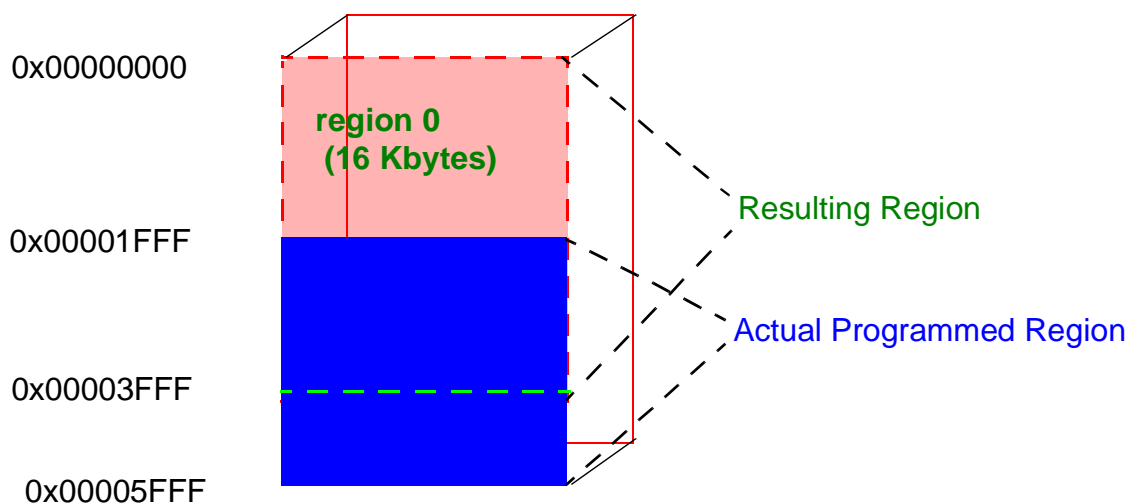 0x00000000
region 0
(16 Kbytes)
Resulting Region
0x00001FFF
Actual Programmed Region
0x00003FFF
0x00005FFF